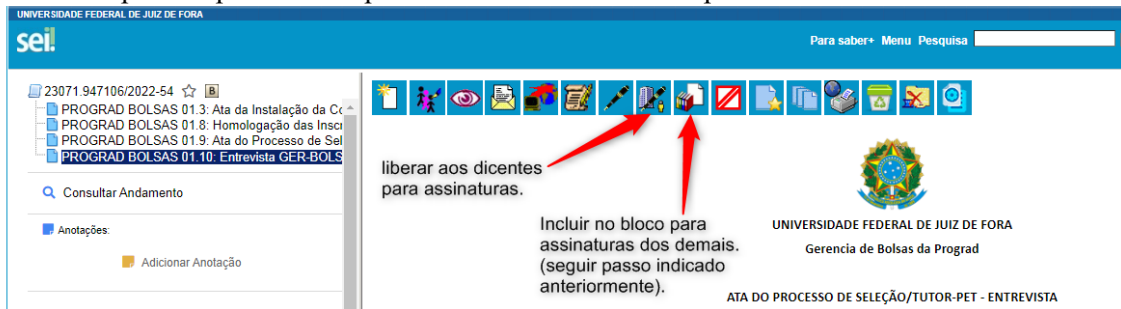 UNIVERSIDADE FEDERAL DE JUIZ DE FORA
sei!
Para saber+ Menu Pesquisa
23071.947106/2022-54 B
PROGRAD BOLSAS 01.3: Ata da Instalação da Co
PROGRAD BOLSAS 01.8: Homologação das Inscr
PROGRAD BOLSAS 01.9: Ata do Processo de Sel
PROGRAD BOLSAS 01.10: Entrevista GER-BOLS
Consultar Andamento
Anotações:
Adicionar Anotação
liberar aos dicentes
para assinaturas.
Incluir no bloco para
assinaturas dos demais.
(seguir passo indicado
anteriormente).
UNIVERSIDADE FEDERAL DE JUIZ DE FORA
Gerencia de Bolsas da Prograd
ATA DO PROCESSO DE SELEÇÃO/TUTOR-PET - ENTREVISTA